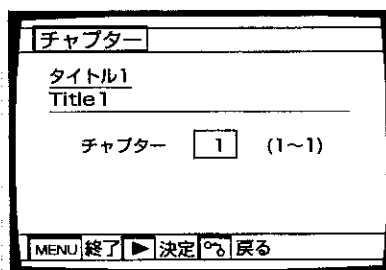 チャプター
タイトル1
Title1
チャプター 1 (1~1)
MENU 終了 ▶ 決定 戻る